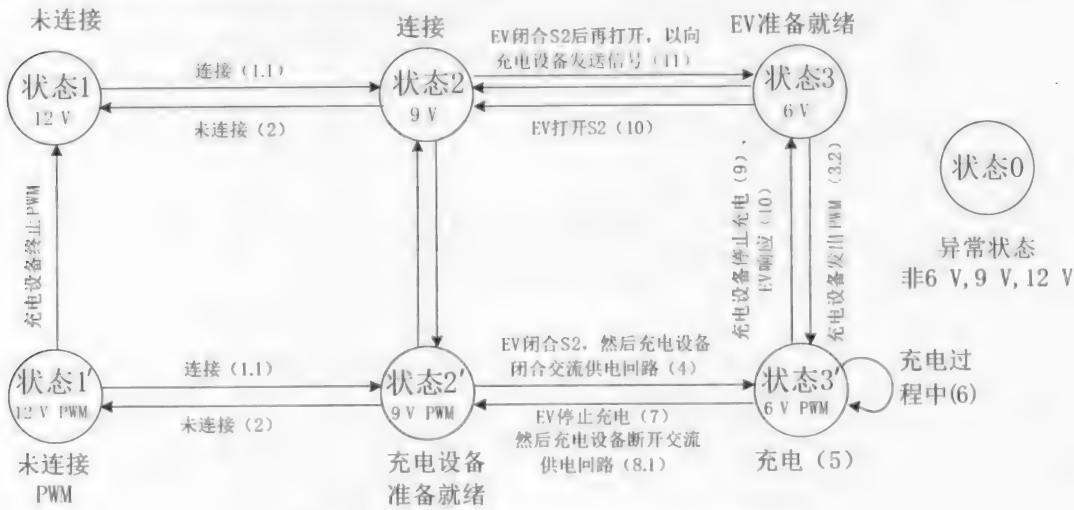 未连接
连接
EV准备就绪
EV闭合S2后再打开，以向
充电设备发送信号（11）
连接（1.1）
状态1
12 V
状态2
9 V
状态3
6 V
未连接（2）
EV打开S2（10）
状态0
异常状态
非6 V,9 V,12 V
充电设备终止PWM
充电设备停止充电（9），
EV响应（10）
充电设备发出PWM （3.2）
EV闭合S2，然后充电设备
闭合交流供电回路（4）
连接（1.1）
状态1′
12 V PWM
状态2′
9 V PWM
状态3′
6 V PWM
充电过
程中(6)
未连接（2）
EV停止充电（7）
然后充电设备断开交流
供电回路（8.1）
未连接
PWM
充电设备
准备就绪
充电（5）